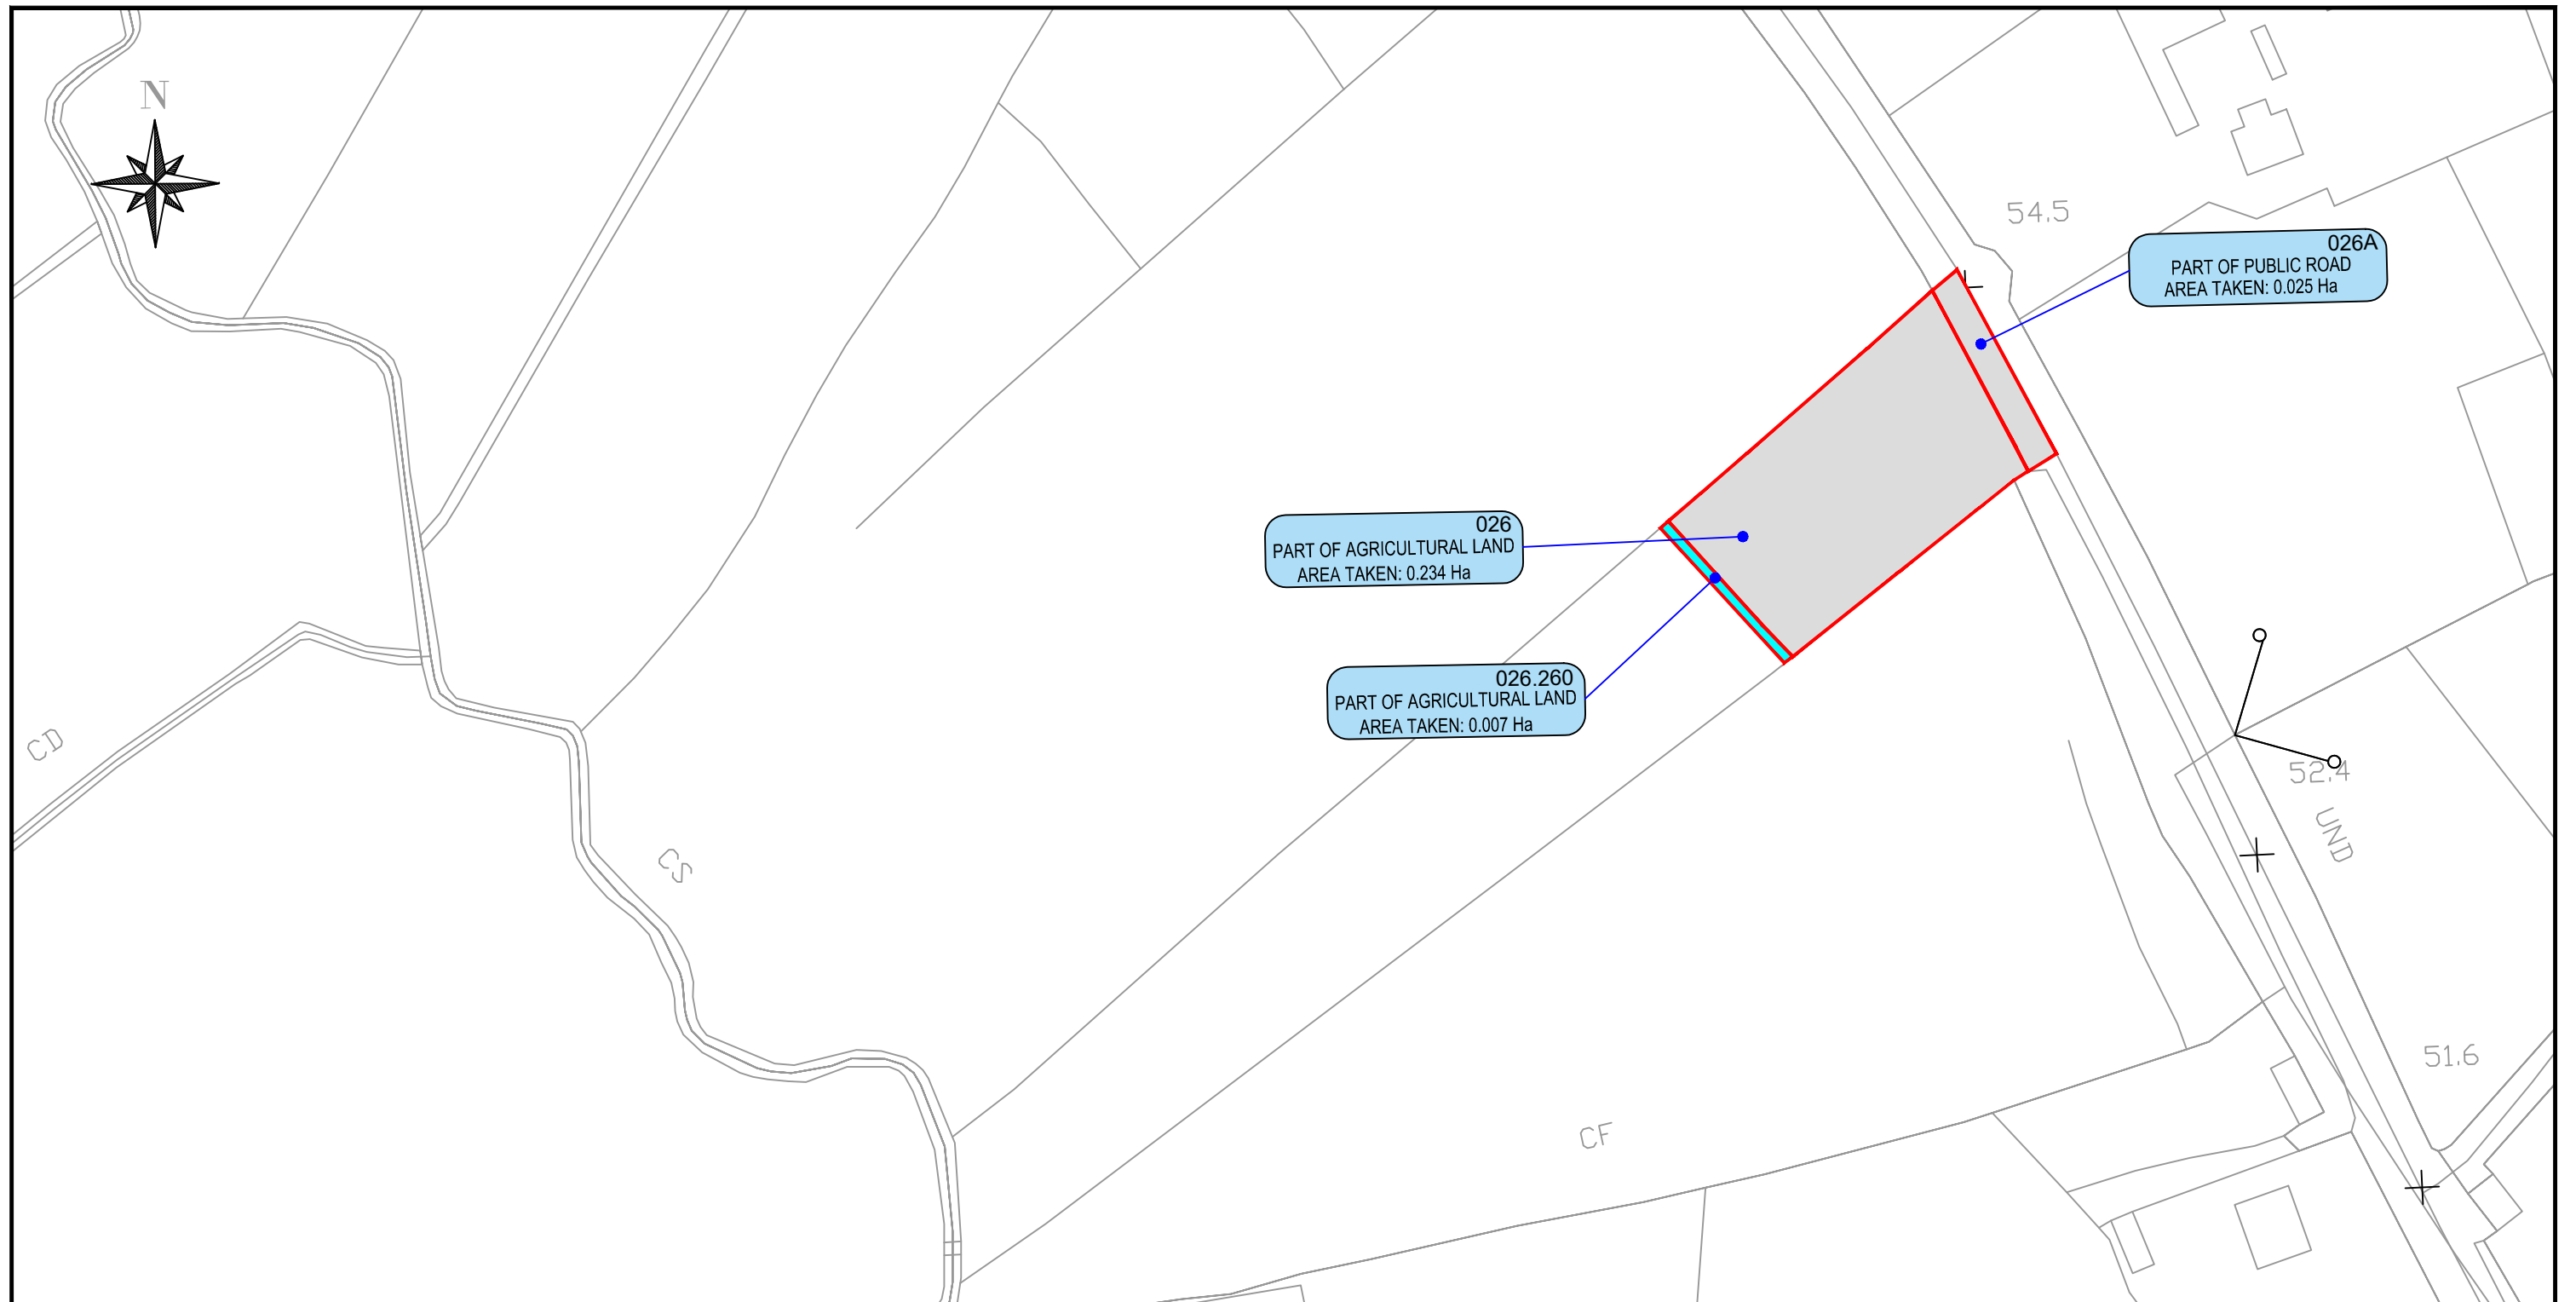 N
54.5
026A
PART OF PUBLIC ROAD
AREA TAKEN: 0.025 Ha
026
PART OF AGRICULTURAL LAND
AREA TAKEN: 0.234 Ha
026.260
PART OF AGRICULTURAL LAND
AREA TAKEN: 0.007 Ha
CD
52.4
UND
CS
51.6
CF